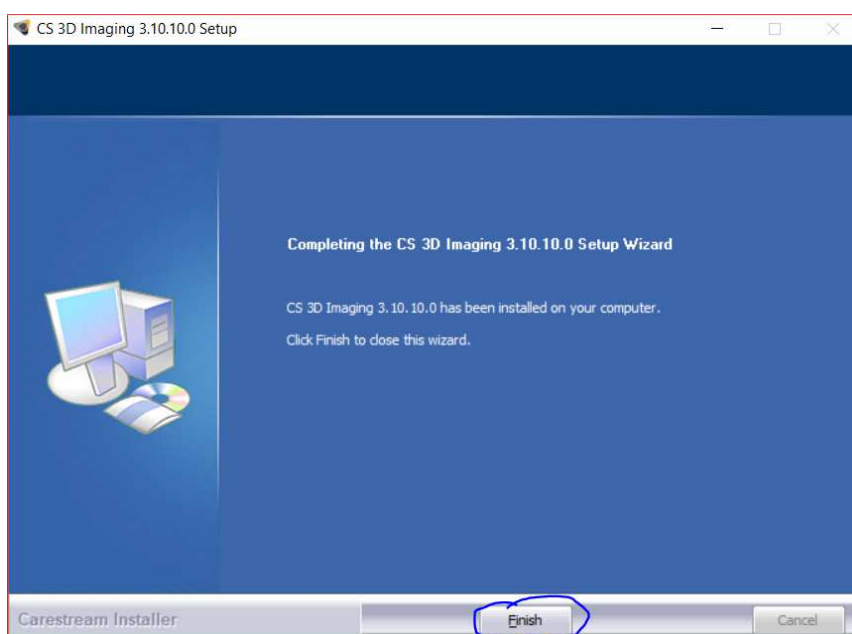 CS 3D Imaging 3.10.10.0 Setup
Completing the CS 3D Imaging 3.10.10.0 Setup Wizard
CS 3D Imaging 3.10.10.0 has been installed on your computer.
Click Finish to close this wizard.
Carestream Installer
Finish
Cancel